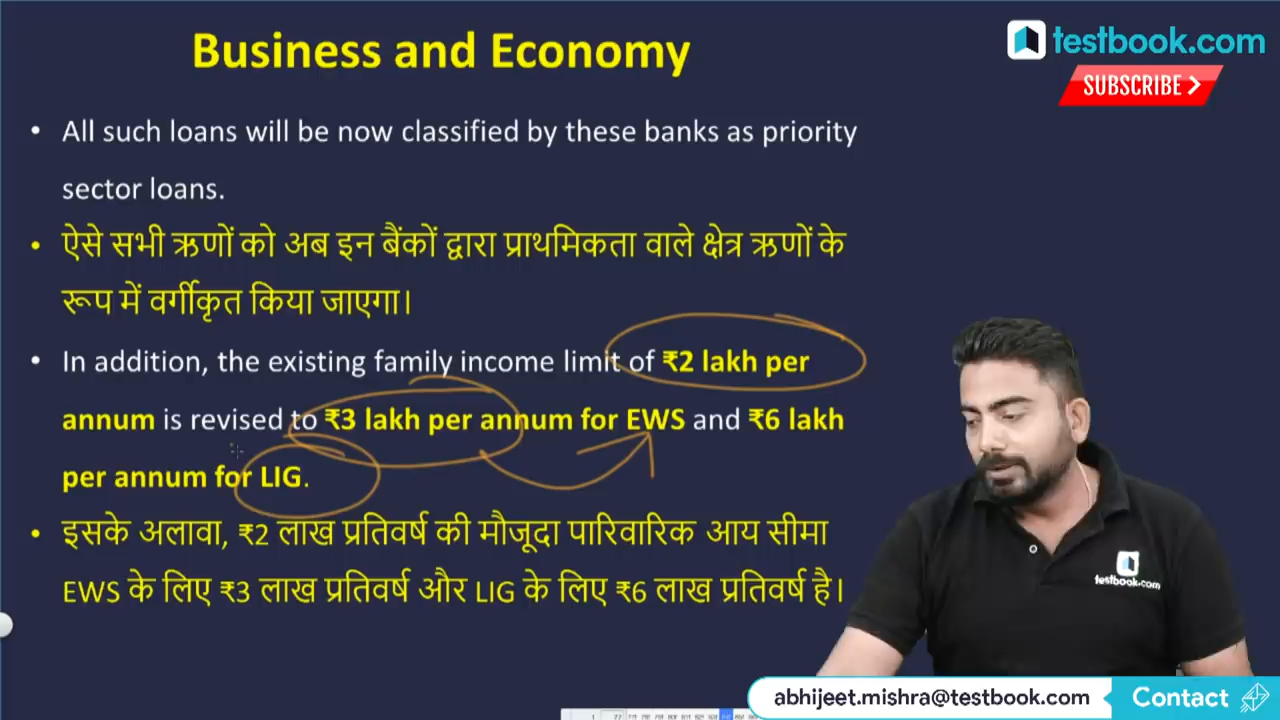 Business and Economy
testbook.com
SUBSCRIBE
• All such loans will be now classified by these banks as priority
sector loans.
• ऐसे सभी ऋणों को अब इन बैंकों द्वारा प्राथमिकता वाले क्षेत्र ऋणों के
रूप में वर्गीकृत किया जाएगा।
• In addition, the existing family income limit of ₹2 lakh per
annum is revised to ₹3 lakh per annum for EWS and ₹6 lakh
per annum for LIG.
• इसके अलावा, ₹2 लाख प्रतिवर्ष की मौजूदा पारिवारिक आय सीमा
EWS के लिए ₹3 लाख प्रतिवर्ष और LIG के लिए ₹6 लाख प्रतिवर्ष है।
testbook.com
abhijeet.mishra@testbook.com Contact